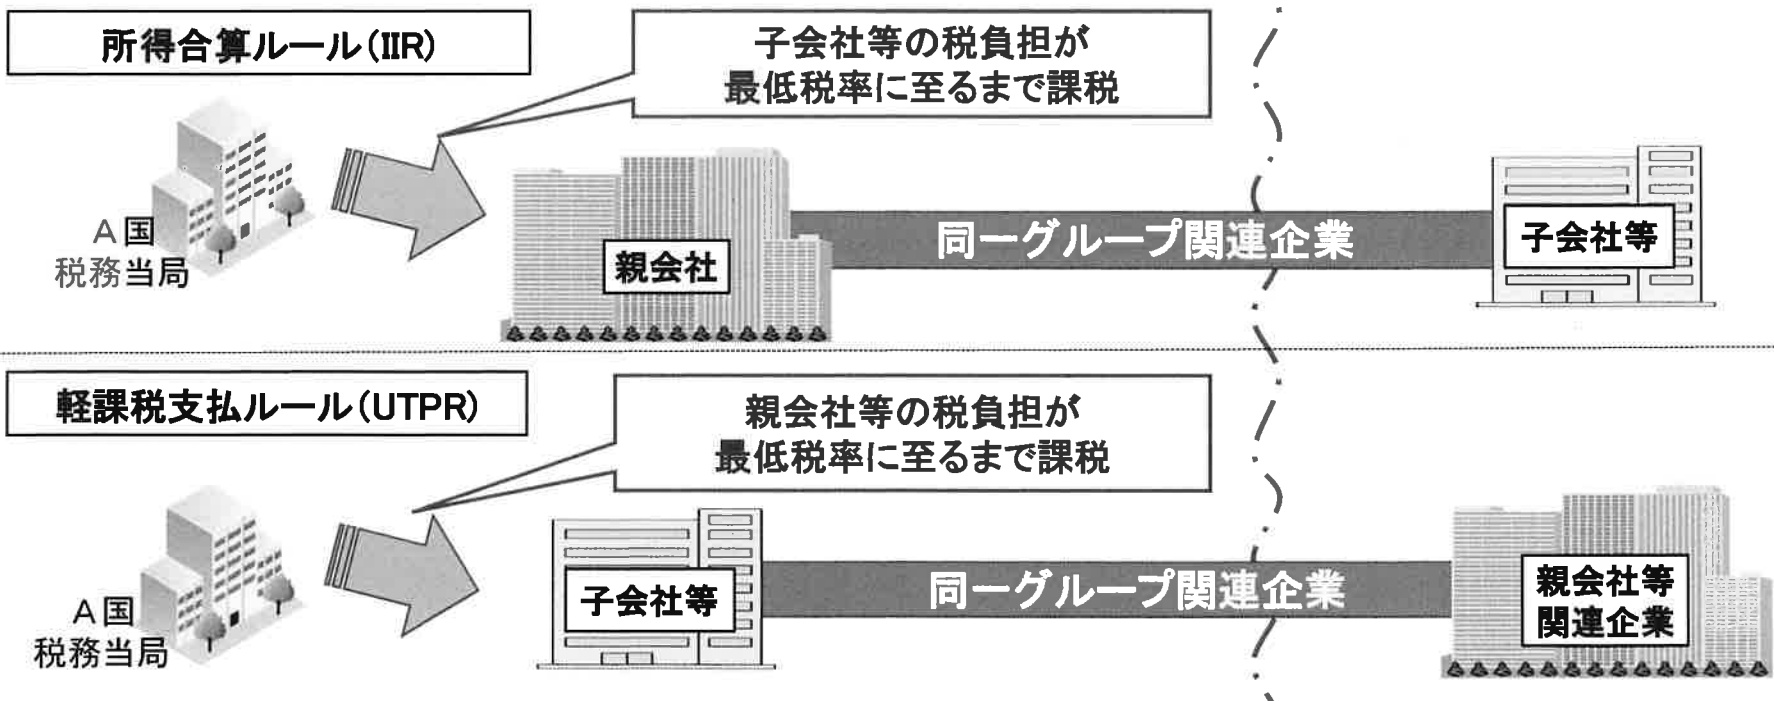 所得合算ルール(IIR)
子会社等の税負担が
最低税率に至るまで課税
A国
税務当局
親会社
同一グループ関連企業
子会社等
軽課税支払ルール(UTPR)
親会社等の税負担が
最低税率に至るまで課税
A国
税務当局
子会社等
同一グループ関連企業
親会社等
関連企業